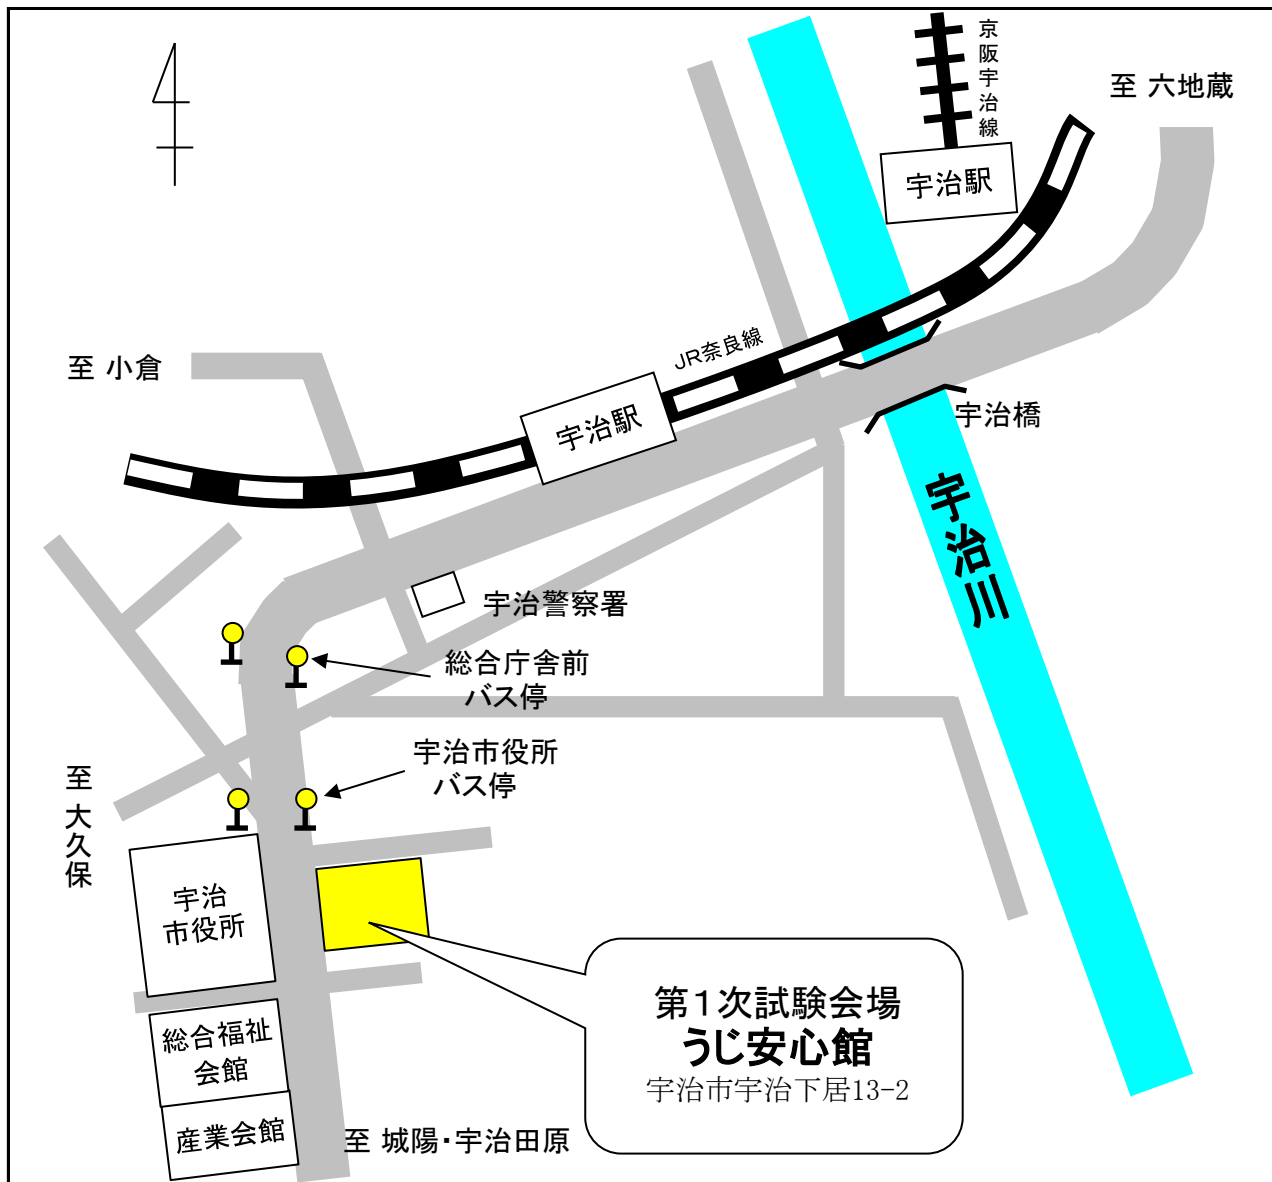 京阪宇治線
至 六地蔵
宇治駅
JR奈良線
至 小倉
宇治駅
宇治橋
宇治川
宇治警察署
総合庁舎前
バス停
宇治市役所
バス停
至 大久保
宇治
市役所
第1次試験会場
うじ安心館
宇治市宇治下居13-2
総合福祉
会館
産業会館
至 城陽・宇治田原